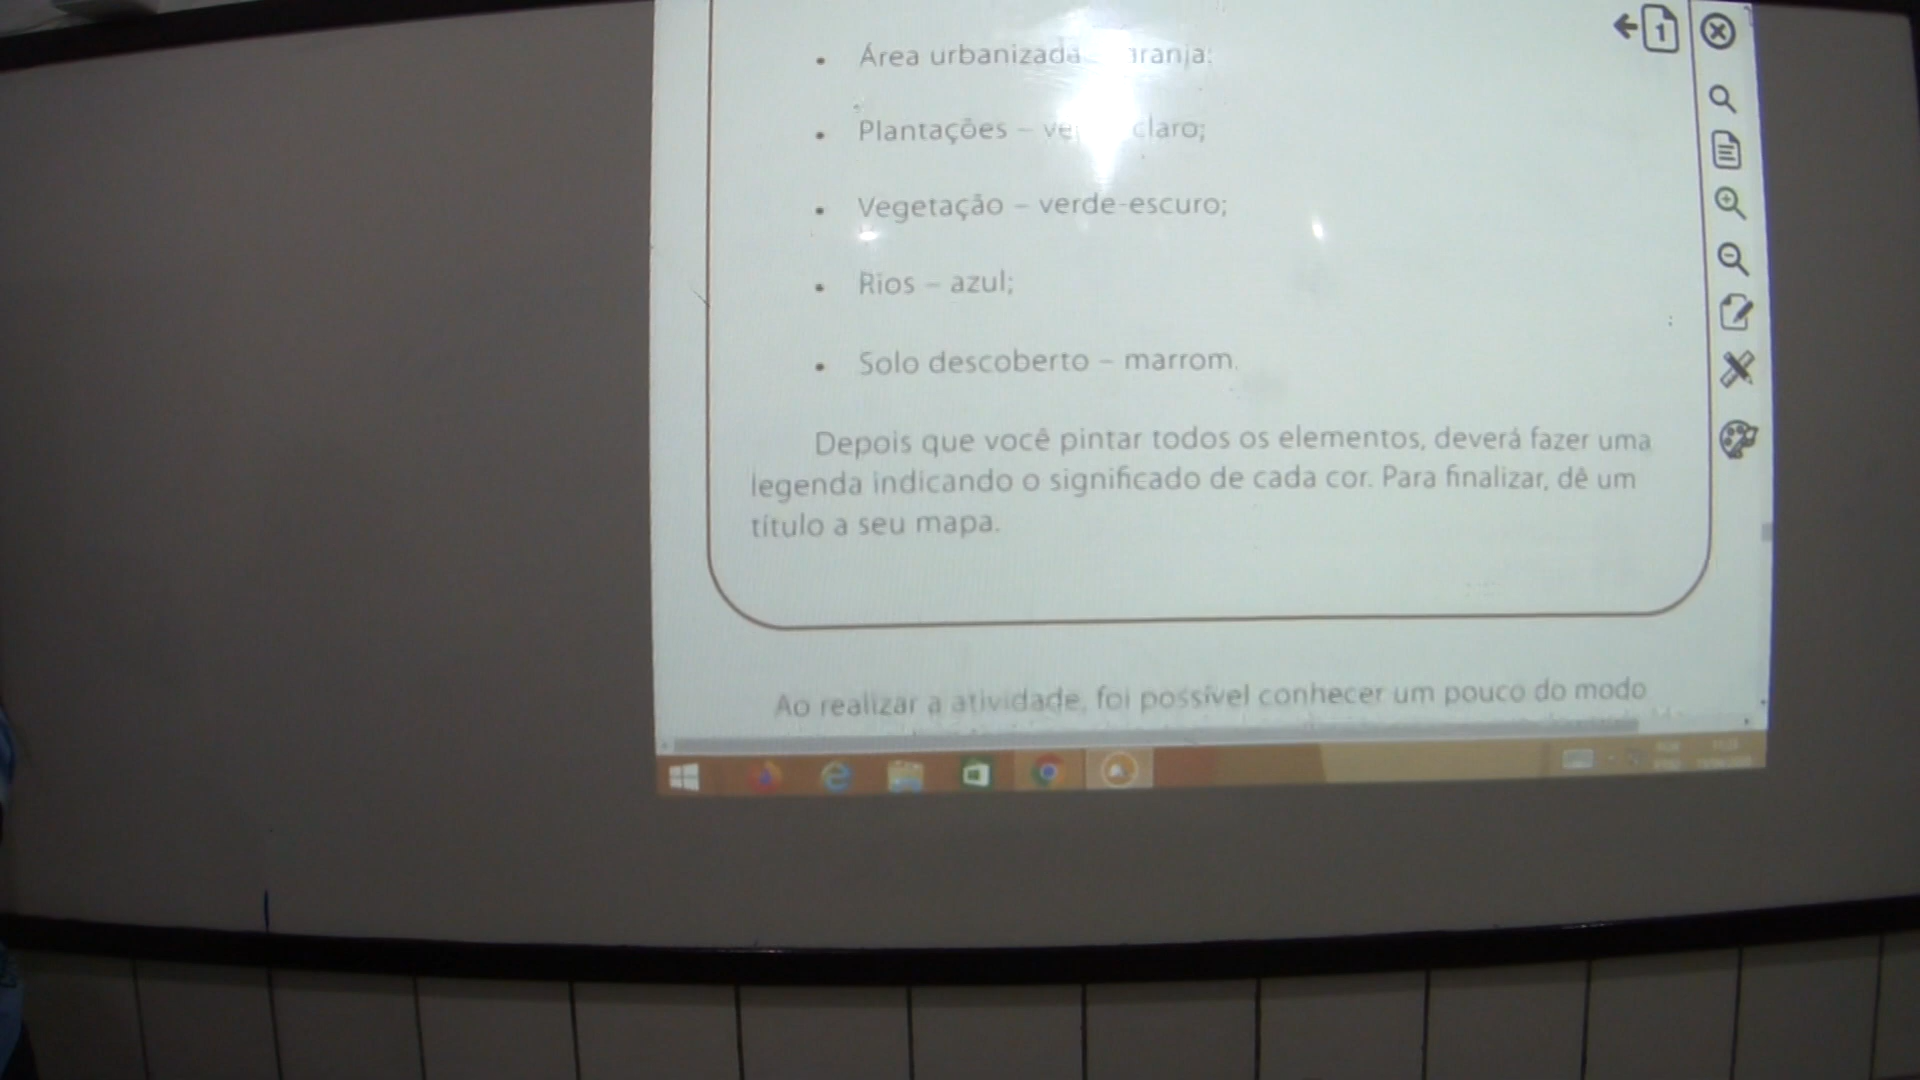 1
• Área urbanizada
• Plantações – claro;
• Vegetação – verde-escuro;
• Rios – azul;
• Solo descoberto – marrom.
Depois que você pintar todos os elementos, deverá fazer uma
legenda indicando o significado de cada cor. Para finalizar, dê um
título a seu mapa.
Ao realizar a atividade, foi possível conhecer um pouco do modo